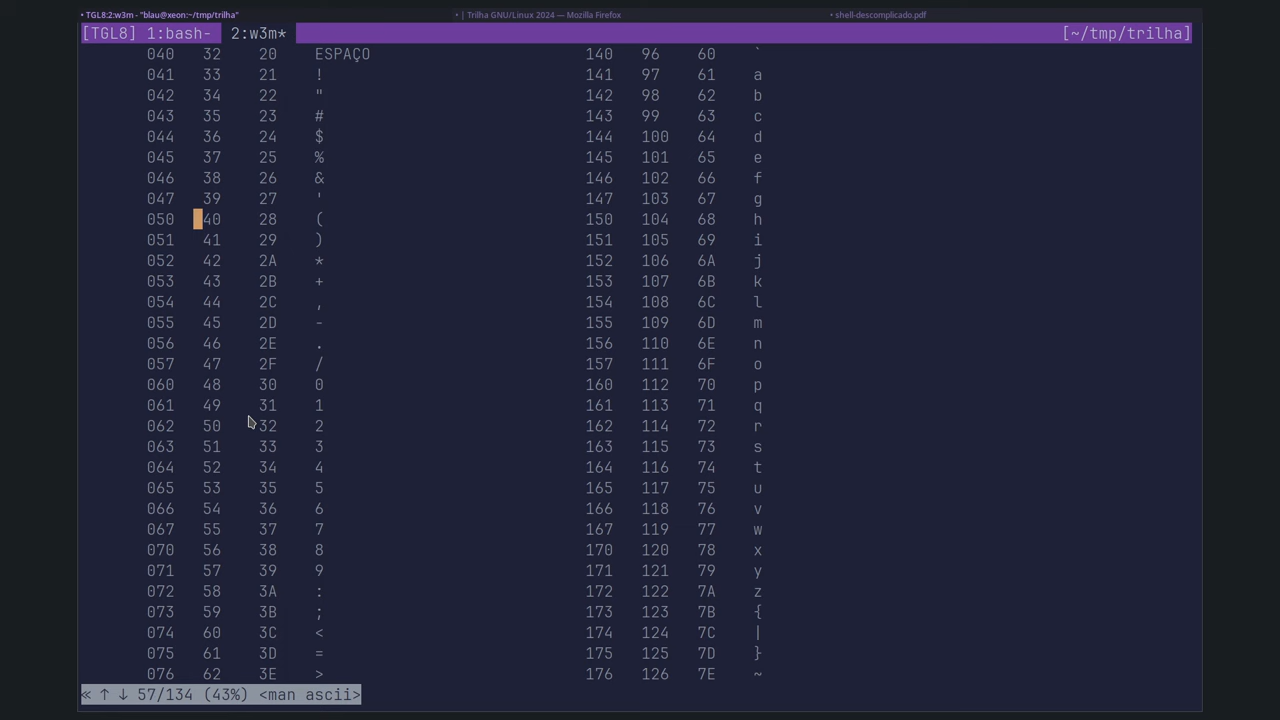 • TGL8:2:w3m • "blau@xeon:~/tmp/trilha" • | Trilha GNU/Linux 2024 — Mozilla Firefox • shell-descomplicado.pdf
[TGL8] 1:bash- 2:w3m* [~/tmp/trilha]
040 32 20 ESPAÇO 140 96 60 `
041 33 21 ! 141 97 61 a
042 34 22 " 142 98 62 b
043 35 23 # 143 99 63 c
044 36 24 $ 144 100 64 d
045 37 25 % 145 101 65 e
046 38 26 & 146 102 66 f
047 39 27 ' 147 103 67 g
050 40 28 ( 150 104 68 h
051 41 29 ) 151 105 69 i
052 42 2A * 152 106 6A j
053 43 2B + 153 107 6B k
054 44 2C , 154 108 6C l
055 45 2D - 155 109 6D m
056 46 2E . 156 110 6E n
057 47 2F / 157 111 6F o
060 48 30 0 160 112 70 p
061 49 31 1 161 113 71 q
062 50 32 2 162 114 72 r
063 51 33 3 163 115 73 s
064 52 34 4 164 116 74 t
065 53 35 5 165 117 75 u
066 54 36 6 166 118 76 v
067 55 37 7 167 119 77 w
070 56 38 8 170 120 78 x
071 57 39 9 171 121 79 y
072 58 3A : 172 122 7A z
073 59 3B ; 173 123 7B {
074 60 3C < 174 124 7C |
075 61 3D = 175 125 7D }
076 62 3E > 176 126 7E ~
« ↑ ↓ 57/134 (43%) <man ascii>